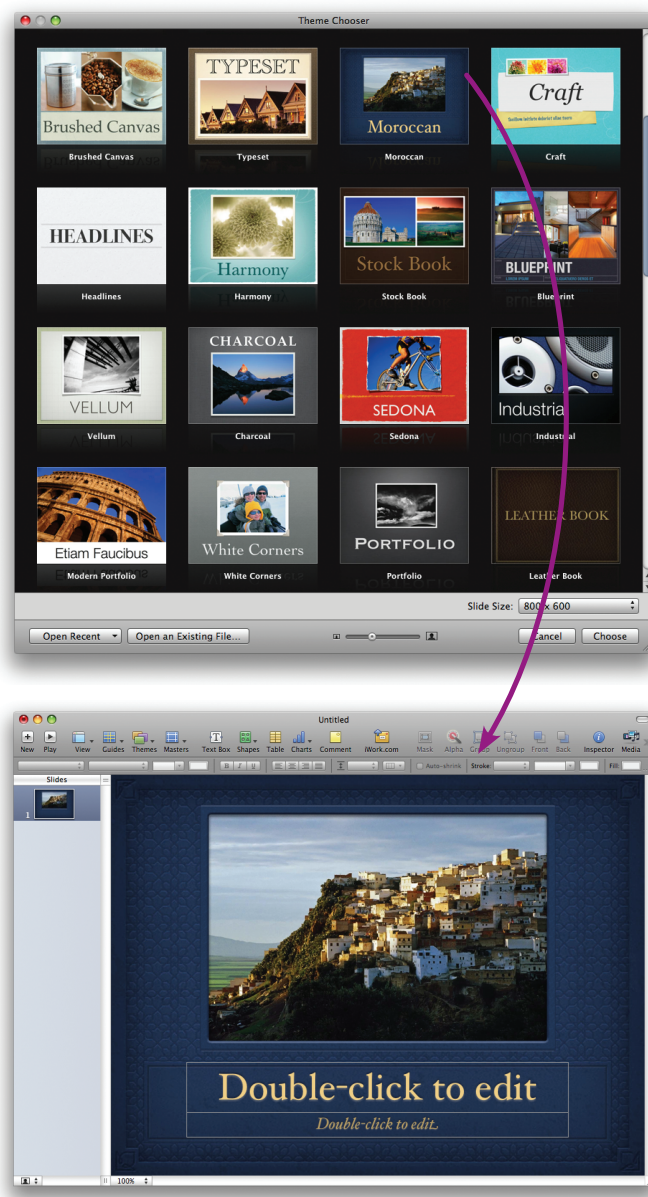 Theme Chooser
Brushed Canvas
TYPESET
Moroccan
Craft
Brushed Canvas
Typeset
Moroccan
Craft
HEADLINES
Harmony
Stock Book
BLUEPRINT
Headlines
Harmony
Stock Book
Blueprint
VELLUM
CHARCOAL
SEDONA
Industrial
Vellum
Charcoal
Sedona
Industrial
Etiam Faucibus
White Corners
PORTFOLIO
LEATHER BOOK
Modern Portfolio
White Corners
Portfolio
Leather Book
Slide Size: 800 x 600
Open Recent
Open an Existing File...
Cancel
Choose
Untitled
New Play View Guides Themes Masters Text Box Shapes Table Charts Comment iWork.com Mask Alpha Group Ungroup Front Back Inspector Media
B I U T Auto-shrink Stroke: Fill:
Slides
1
Double-click to edit
Double-click to edit
100%